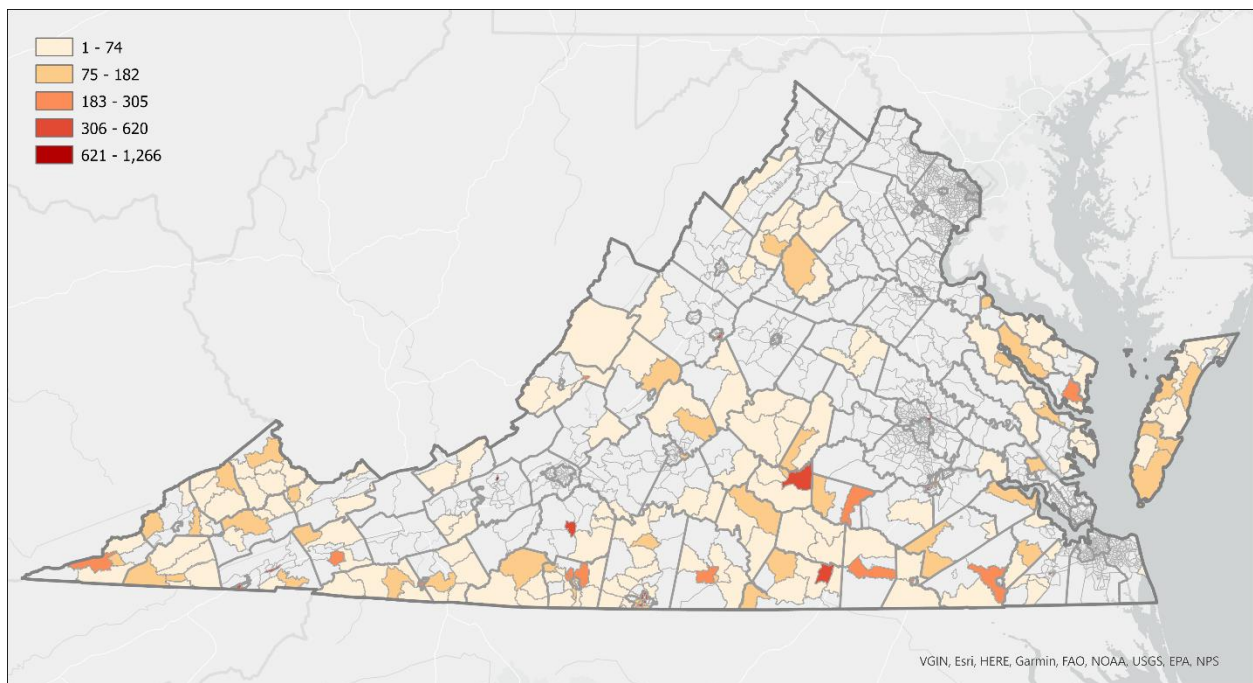 1 - 74
75 - 182
183 - 305
306 - 620
621 - 1,266
VGIN, Esri, HERE, Garmin, FAO, NOAA, USGS, EPA, NPS